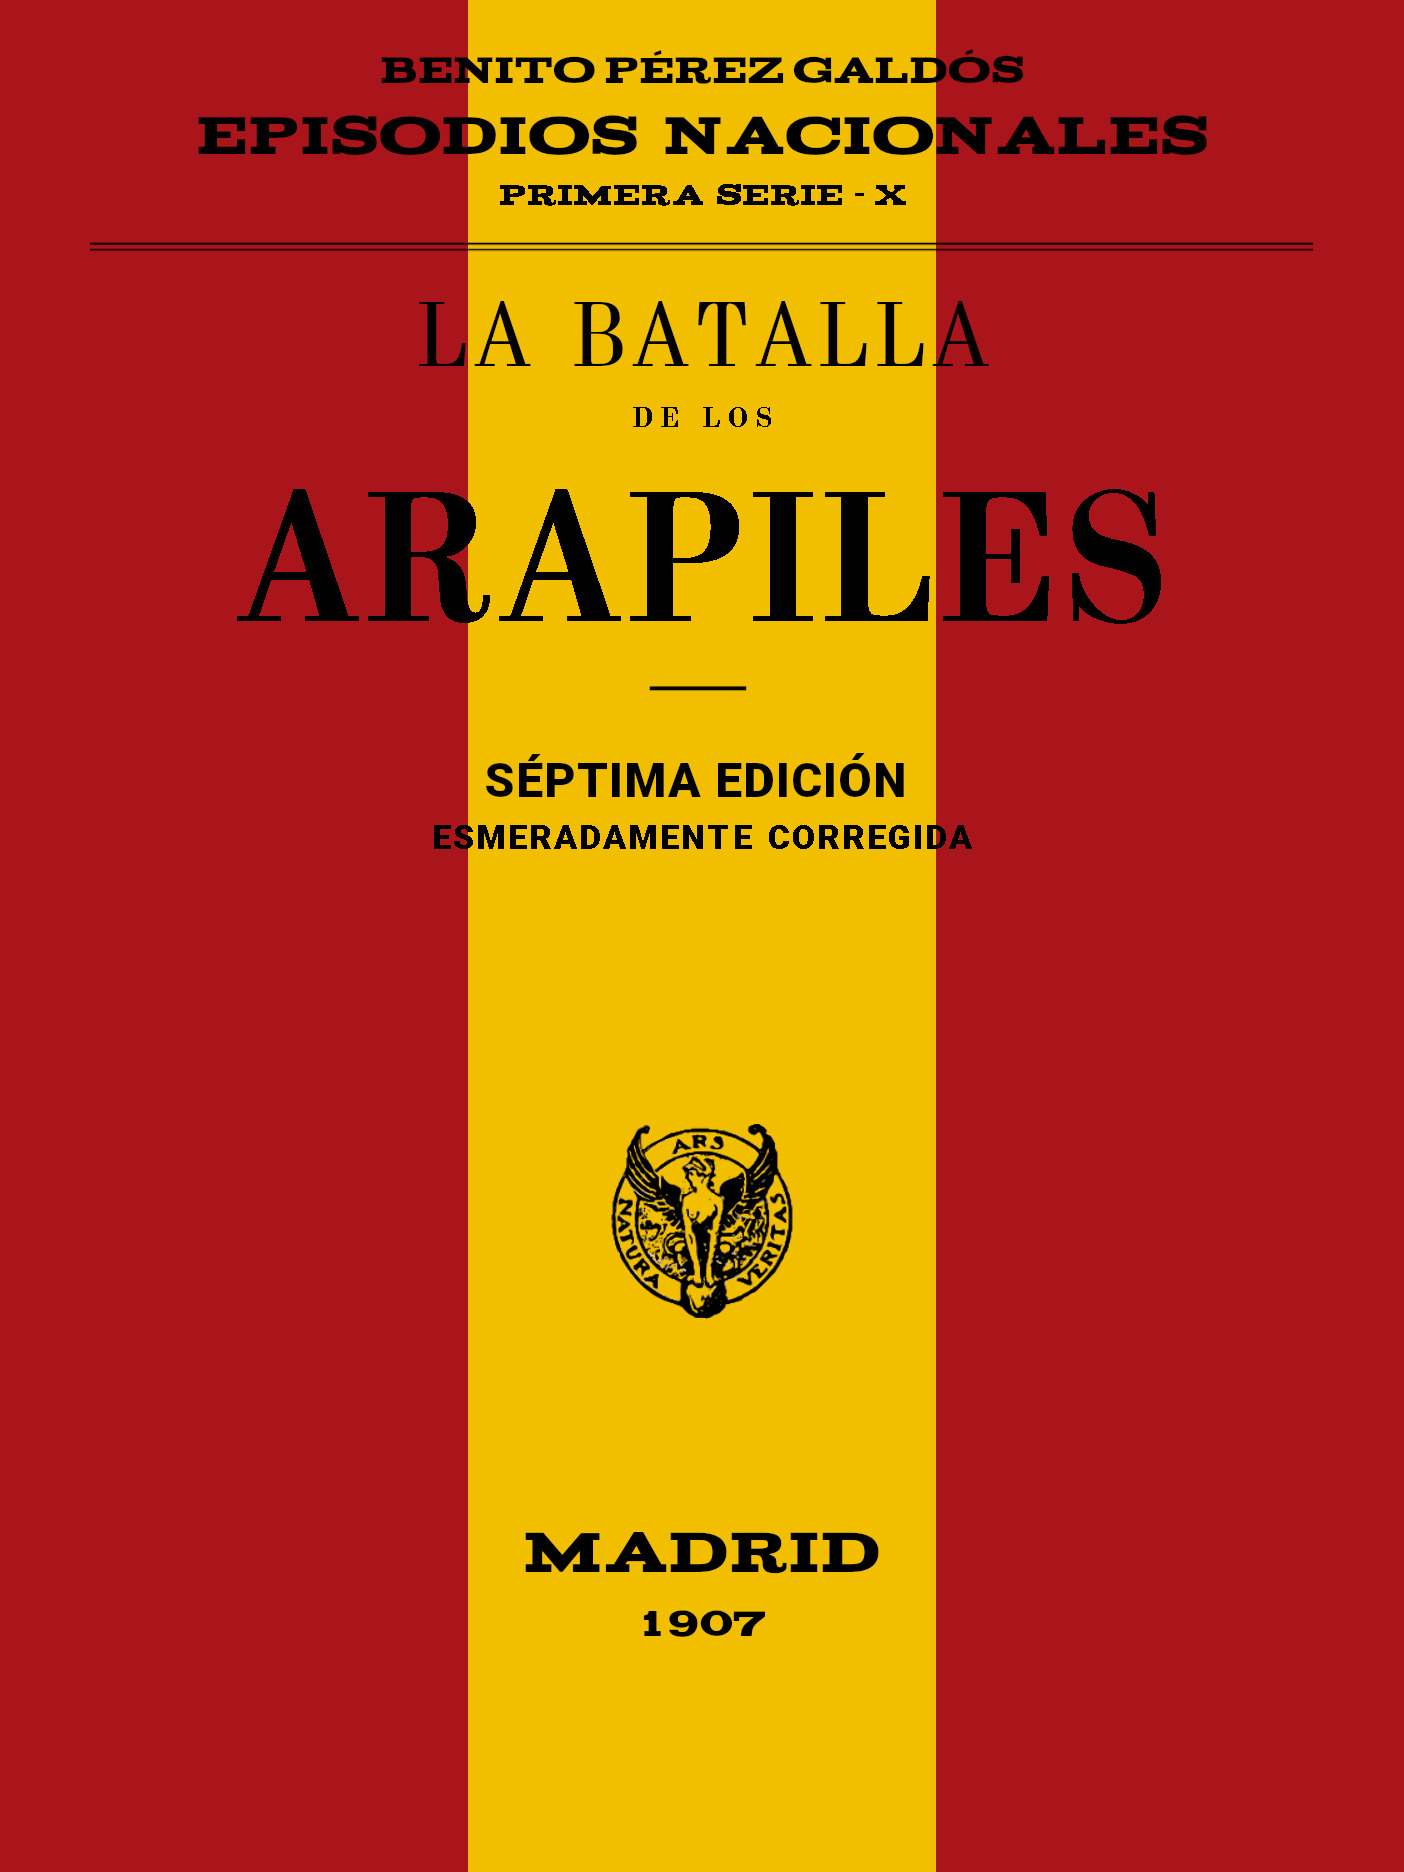 BENITO PÉREZ GALDÓS
EPISODIOS NACIONALES
PRIMERA SERIE - X
LA BATALLA
DE LOS
ARAPILES
SÉPTIMA EDICIÓN
ESMERADAMENTE CORREGIDA
ARS
NATURA
VERITAS
MADRID
1907